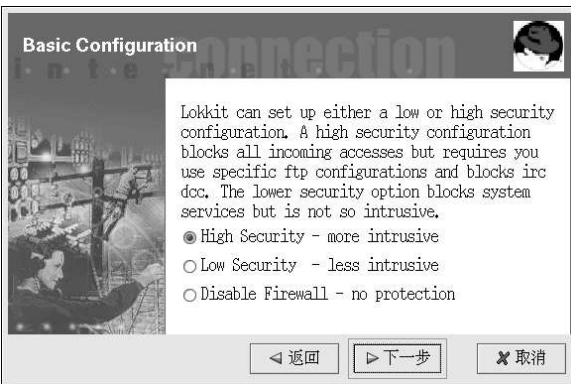 Basic Configuration
connection
internet
Lokkit can set up either a low or high security
configuration. A high security configuration
blocks all incoming accesses but requires you
use specific ftp configurations and blocks irc
dcc. The lower security option blocks system
services but is not so intrusive.
High Security - more intrusive
Low Security - less intrusive
Disable Firewall - no protection
返回
下一步
取消